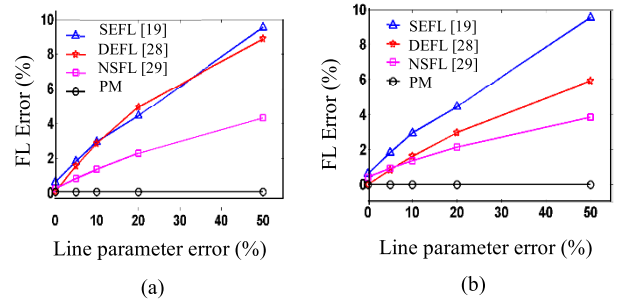 10
8
6
4
2
0
FL Error (%)
SEFL [19]
DEFL [28]
NSFL [29]
PM
0 10 20 30 40 50
Line parameter error (%)
(a)
10
8
6
4
2
0
FL Error (%)
SEFL [19]
DEFL [28]
NSFL [29]
PM
0 10 20 30 40 50
Line parameter error (%)
(b)